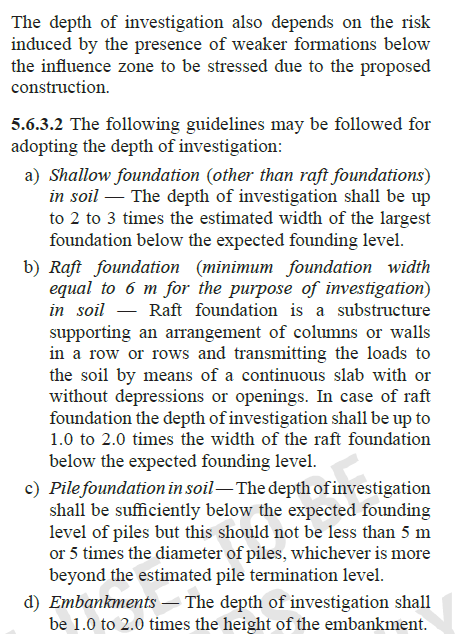 The depth of investigation also depends on the risk
induced by the presence of weaker formations below
the influence zone to be stressed due to the proposed
construction.
5.6.3.2 The following guidelines may be followed for
adopting the depth of investigation:
a) Shallow foundation (other than raft foundations)
in soil — The depth of investigation shall be up
to 2 to 3 times the estimated width of the largest
foundation below the expected founding level.
b) Raft foundation (minimum foundation width
equal to 6 m for the purpose of investigation)
in soil — Raft foundation is a substructure
supporting an arrangement of columns or walls
in a row or rows and transmitting the loads to
the soil by means of a continuous slab with or
without depressions or openings. In case of raft
foundation the depth of investigation shall be up to
1.0 to 2.0 times the width of the raft foundation
below the expected founding level.
c) Pile foundation in soil — The depth of investigation
shall be sufficiently below the expected founding
level of piles but this should not be less than 5 m
or 5 times the diameter of piles, whichever is more
beyond the estimated pile termination level.
d) Embankments — The depth of investigation shall
be 1.0 to 2.0 times the height of the embankment.
TO BE